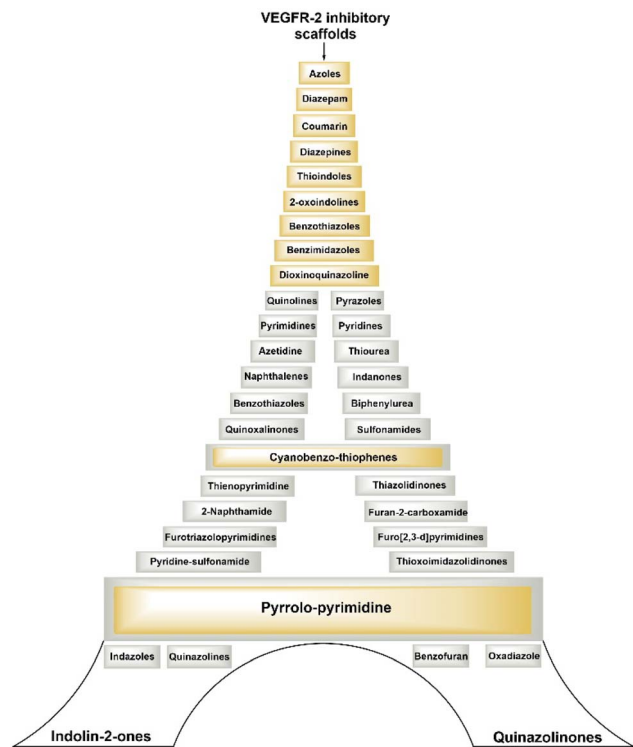 VEGFR-2 inhibitory
scaffolds
Azoles
Diazepam
Coumarin
Diazepines
Thioindoles
2-oxoindolines
Benzothiazoles
Benzimidazoles
Dioxinoquinazoline
Quinolines Pyrazoles
Pyrimidines Pyridines
Azetidine Thiourea
Naphthalenes Indanones
Benzothiazoles Biphenylurea
Quinoxalinones Sulfonamides
Cyanobenzo-thiophenes
Thienopyrimidine Thiazolidinones
2-Naphthamide Furan-2-carboxamide
Furotriazolopyrimidines Furo[2,3-d]pyrimidines
Pyridine-sulfonamide Thioxoimidazolidinones
Pyrrolo-pyrimidine
Indazoles Quinazolines Benzofuran Oxadiazole
Indolin-2-ones Quinazolinones